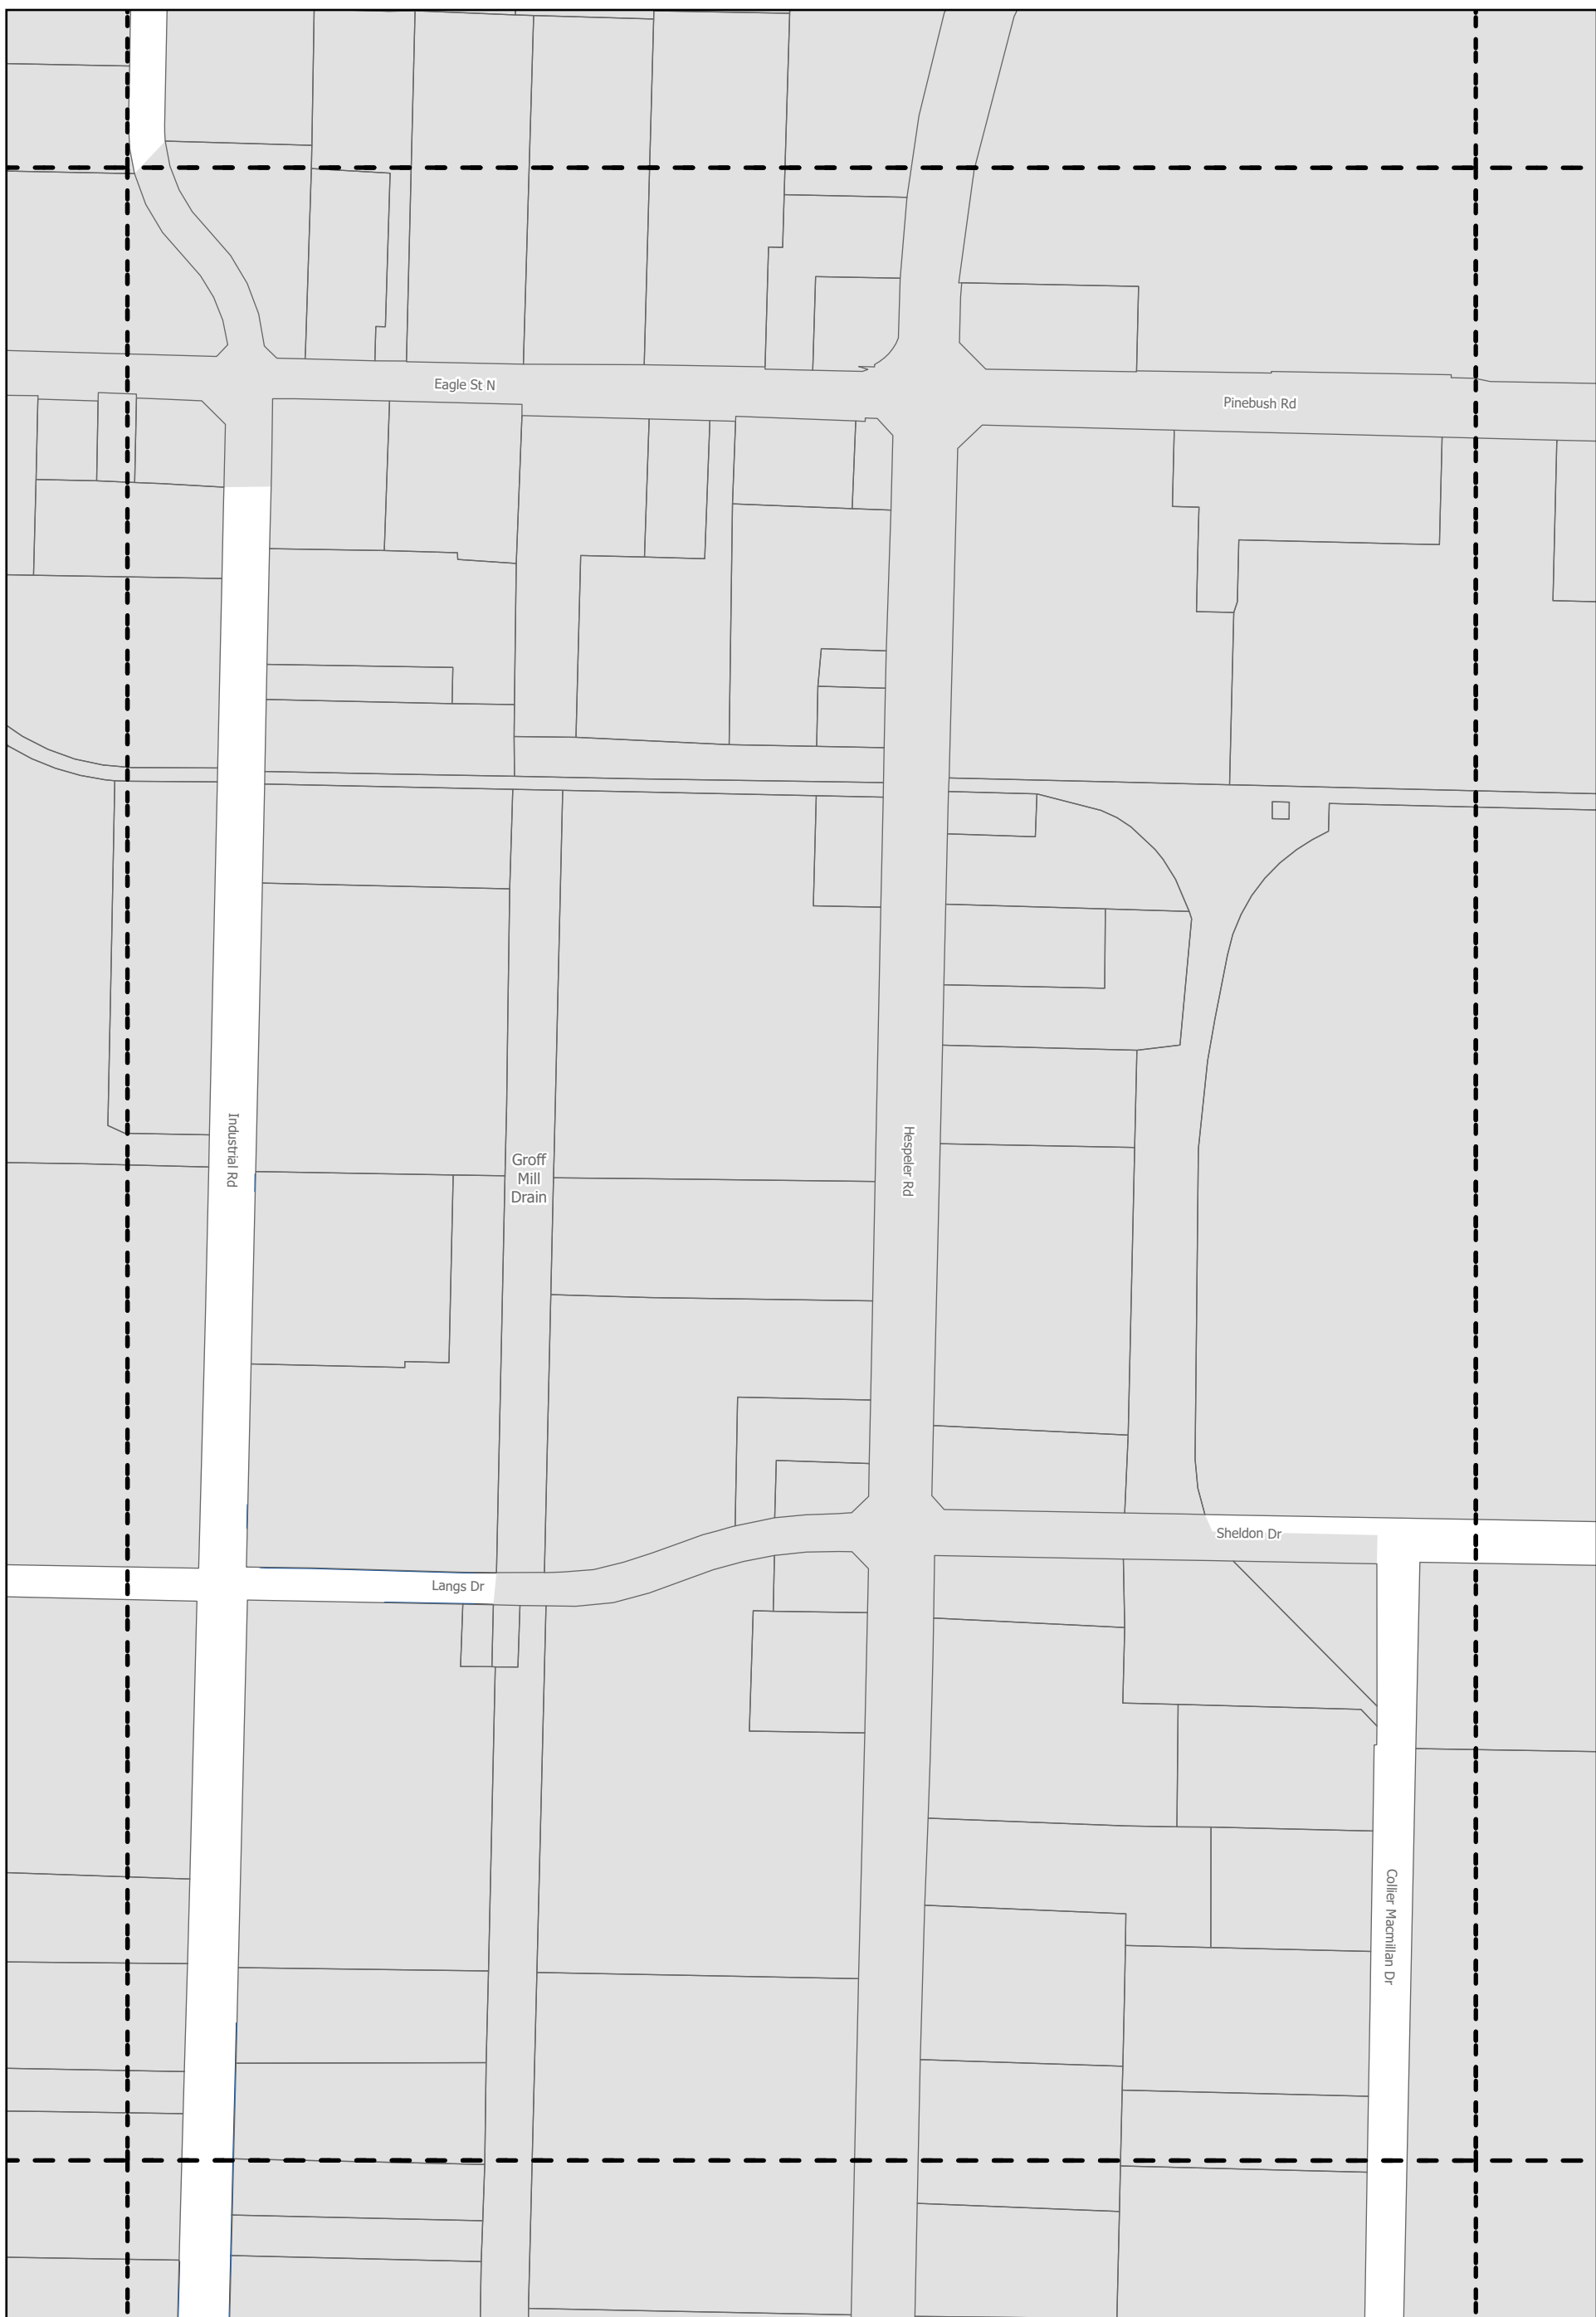 Eagle St N
Pinebush Rd
Industrial Rd
Groff
Mill
Drain
Hespeler Rd
Sheldon Dr
Langs Dr
Collier Macmillan Dr